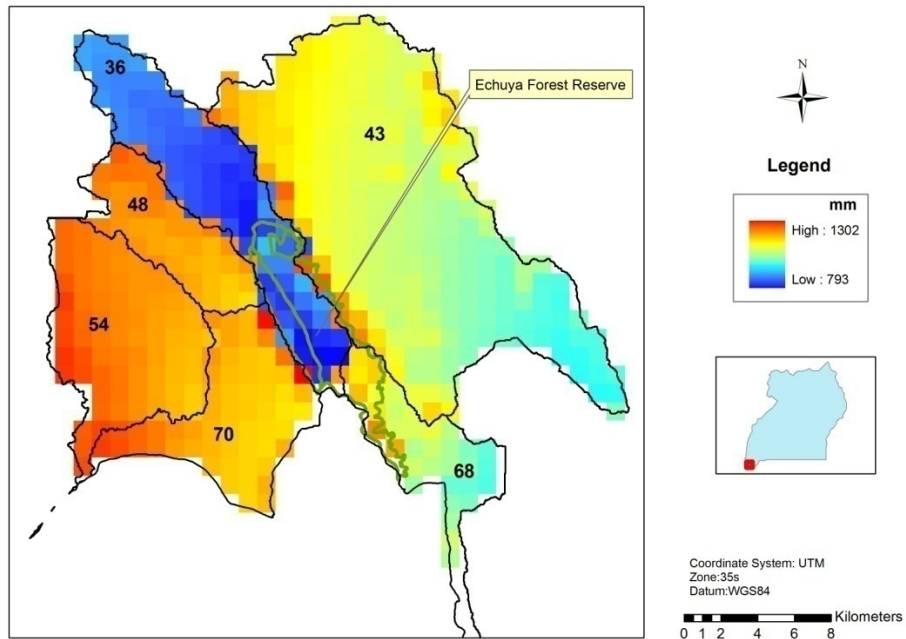 36
Echuya Forest Reserve
43
48
54
70
68
N
Legend
mm
High : 1302
Low : 793
Coordinate System: UTM
Zone:35s
Datum:WGS84
Kilometers
0 1 2 4 6 8